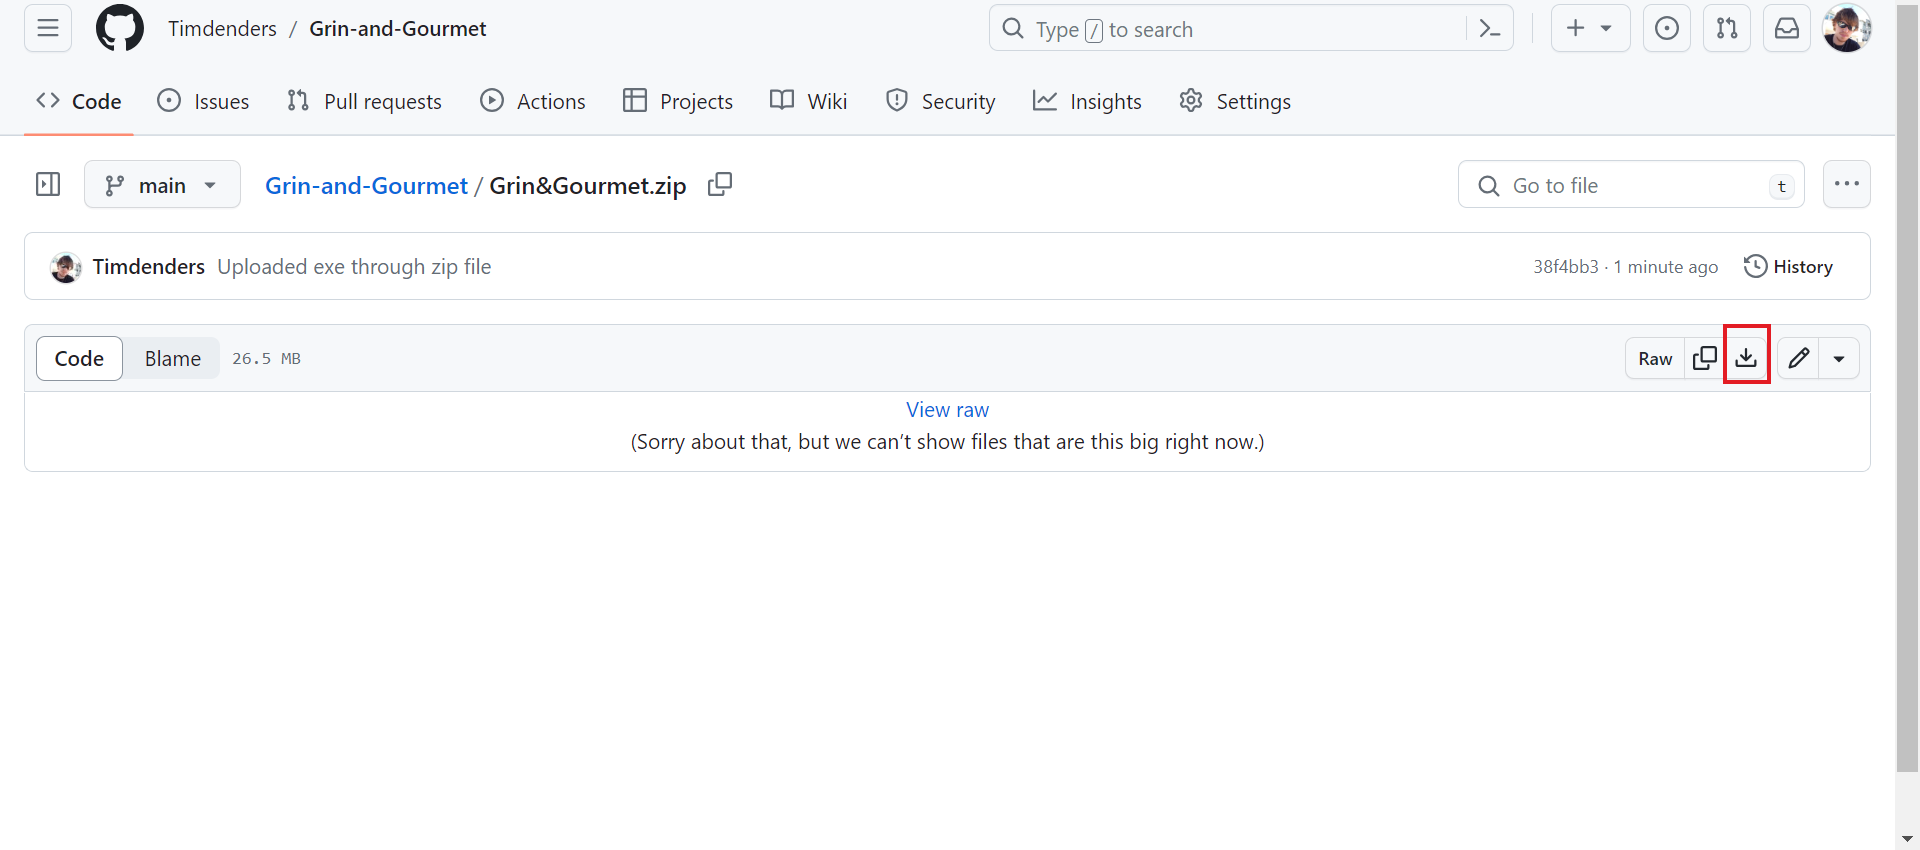 Timdenders / Grin-and-Gourmet
Type / to search
Code Issues Pull requests Actions Projects Wiki Security Insights Settings
main Grin-and-Gourmet / Grin&Gourmet.zip Go to file t
Timdenders Uploaded exe through zip file 38f4bb3 · 1 minute ago History
Code Blame 26.5 MB Raw
View raw
(Sorry about that, but we can’t show files that are this big right now.)